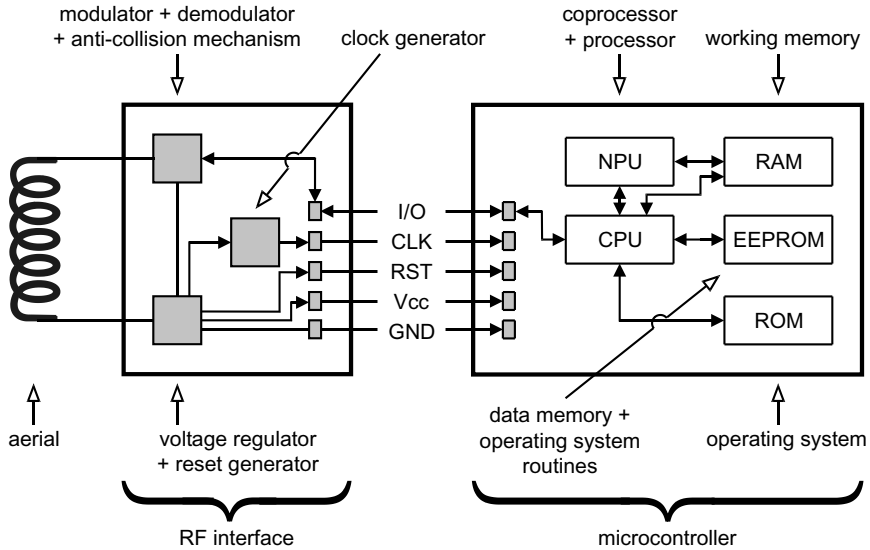 modulator + demodulator
+ anti-collision mechanism
clock generator
coprocessor
+ processor
working memory
NPU
RAM
I/O
CLK
CPU
EEPROM
RST
Vcc
GND
ROM
aerial
voltage regulator
+ reset generator
data memory +
operating system
routines
operating system
RF interface
microcontroller